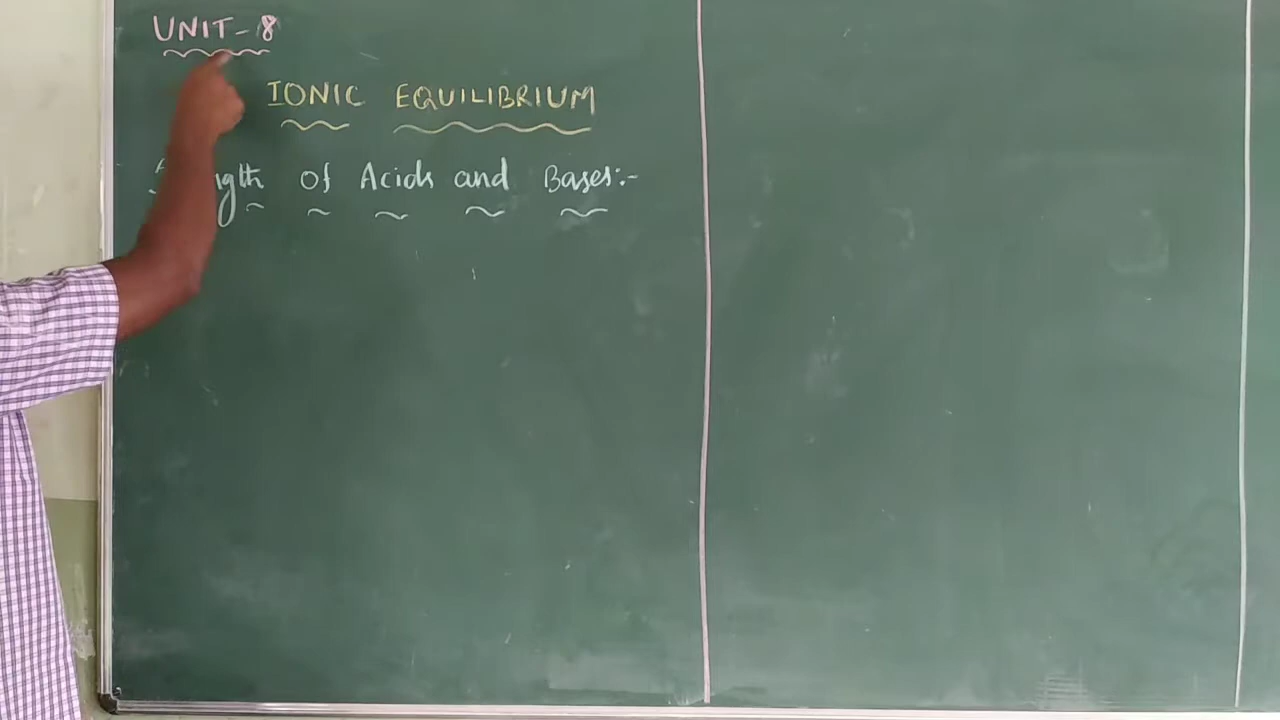 UNIT-8
IONIC EQUILIBRIUM
of Acids and Bases:-